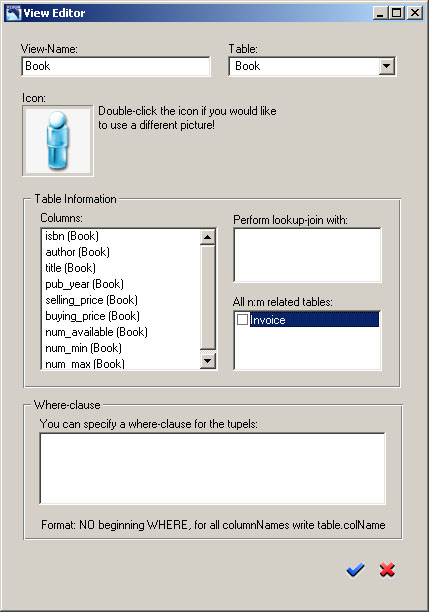 View Editor
View-Name:
Table:
Book
Book
Icon:
Double-click the icon if you would like
to use a different picture!
Table Information
Columns:
isbn (Book)
author (Book)
title (Book)
pub_year (Book)
selling_price (Book)
buying_price (Book)
num_available (Book)
num_min (Book)
num_max (Book)
Perform lookup-join with:
All n:m related tables:
Invoice
Where-clause
You can specify a where-clause for the tupels:
Format: NO beginning WHERE, for all columnNames write table.colName